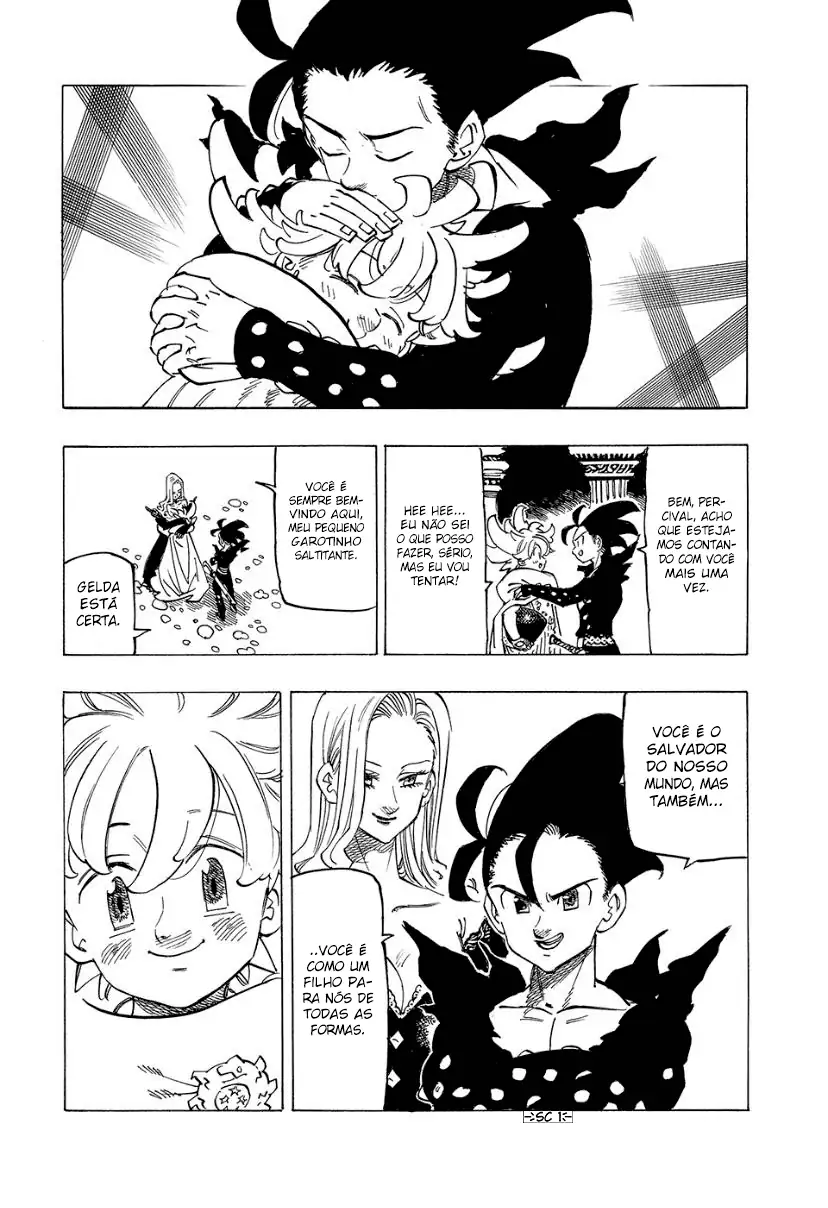 BEM, PER-
CIVAL, ACHO
QUE ESTEJA-
MOS CONTAN-
DO COM VOCÊ
MAIS UMA
VEZ.
HEE HEE...
EU NÃO SEI
O QUE POSSO
FAZER, SÉRIO,
MAS EU VOU
TENTAR!
VOCÊ É
SEMPRE BEM-
VINDO AQUI,
MEU PEQUENO
GAROTINHO
SALTITANTE.
GELDA
ESTÁ
CERTA.
VOCÊ É O
SALVADOR
DO NOSSO
MUNDO, MAS
TAMBÉM...
..VOCÊ É
COMO UM
FILHO PA-
RA NÓS DE
TODAS AS
FORMAS.
SC 1